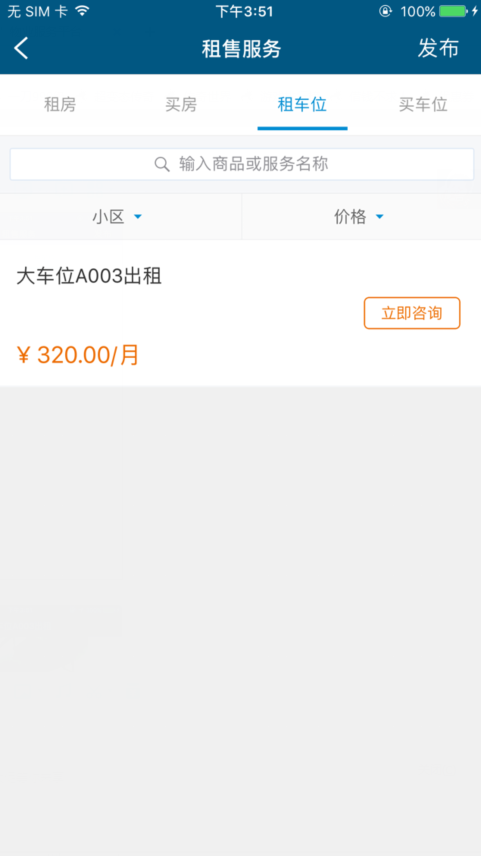 无 SIM 卡 下午3:51 100%
租售服务 发布
租房 买房 租车位 买车位
输入商品或服务名称
小区 价格
大车位A003出租
立即咨询
¥ 320.00/月